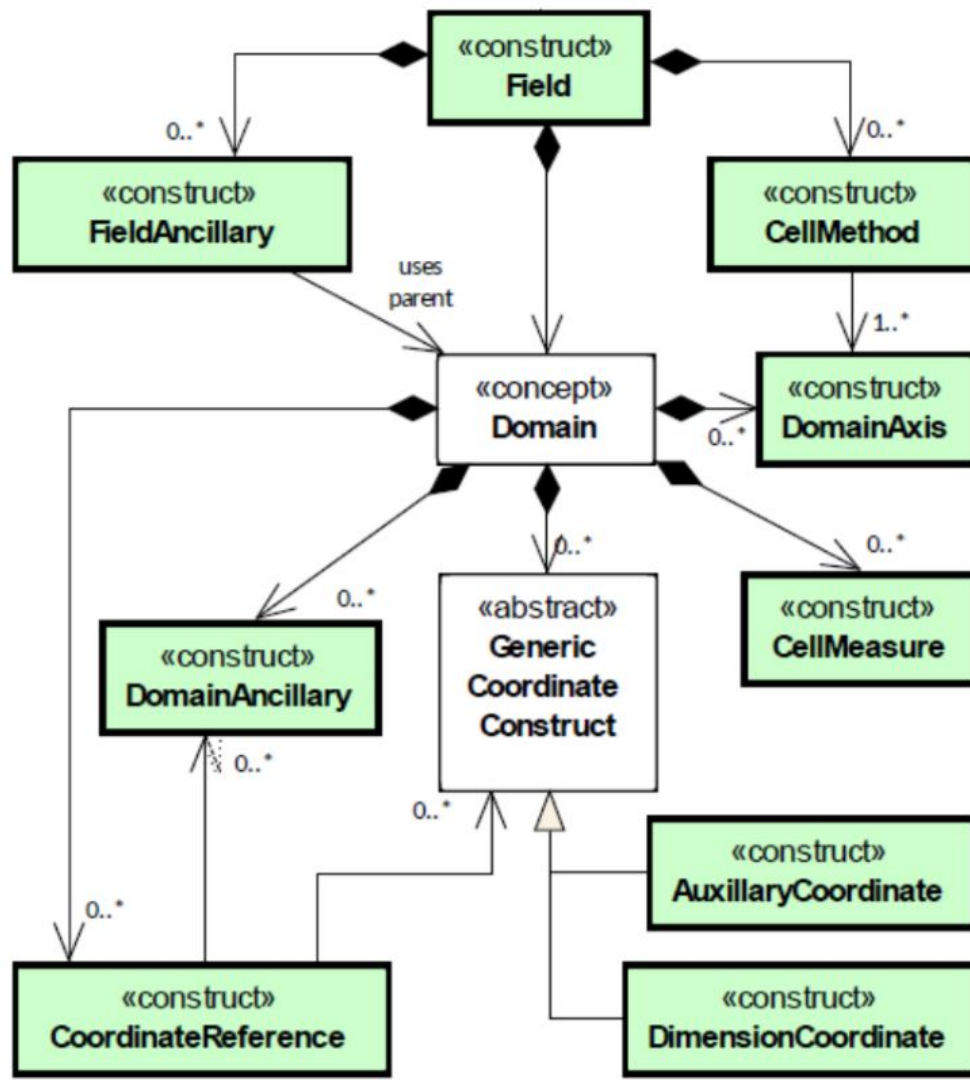 «construct»
Field
0..*
0..*
«construct»
FieldAncillary
«construct»
CellMethod
uses
parent
1..*
«concept»
Domain
0..*
«construct»
DomainAxis
0..*
0..*
0..*
«construct»
DomainAncillary
«abstract»
Generic
Coordinate
Construct
«construct»
CellMeasure
0..*
0..*
«construct»
AuxillaryCoordinate
0..*
«construct»
CoordinateReference
«construct»
DimensionCoordinate